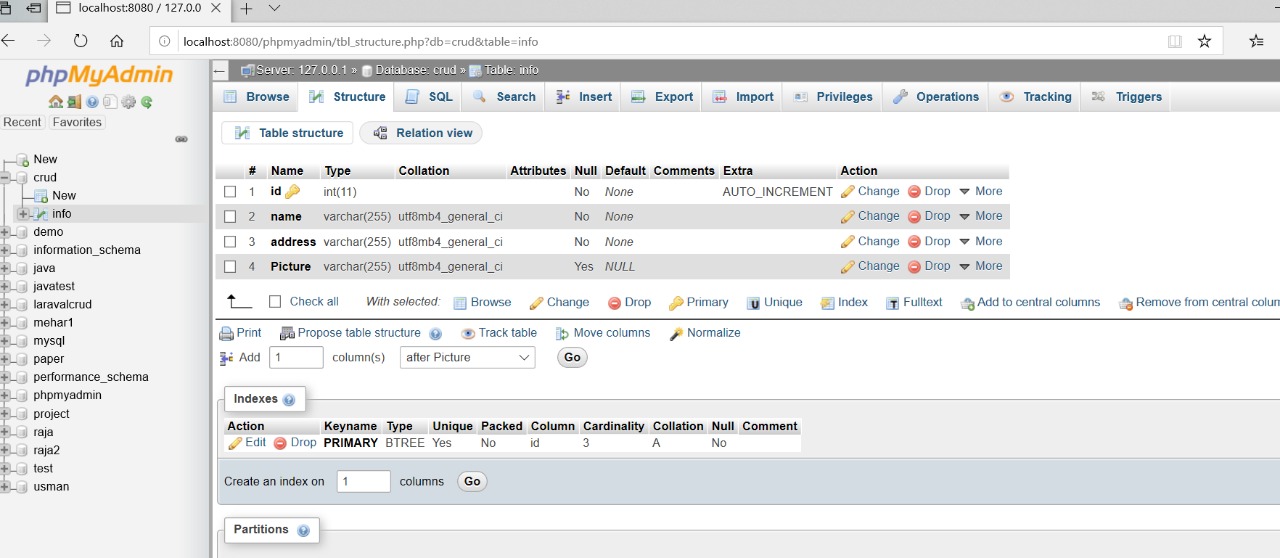 localhost:8080 / 127.0.0
localhost:8080/phpmyadmin/tbl_structure.php?db=crud&table=info
phpMyAdmin
Recent Favorites
New
crud
New
info
demo
information_schema
java
javatest
laravalcrud
mehar1
mysql
paper
performance_schema
phpmyadmin
project
raja
raja2
test
usman
Server: 127.0.0.1 » Database: crud » Table: info
Browse Structure SQL Search Insert Export Import Privileges Operations Tracking Triggers
Table structure Relation view
# Name Type Collation Attributes Null Default Comments Extra Action
1 id int(11) No None AUTO_INCREMENT Change Drop More
2 name varchar(255) utf8mb4_general_ci No None Change Drop More
3 address varchar(255) utf8mb4_general_ci No None Change Drop More
4 Picture varchar(255) utf8mb4_general_ci Yes NULL Change Drop More
Check all With selected: Browse Change Drop Primary Unique Index Fulltext Add to central columns Remove from central colum
Print Propose table structure Track table Move columns Normalize
Add 1 column(s) after Picture Go
Indexes
Action Keyname Type Unique Packed Column Cardinality Collation Null Comment
Edit Drop PRIMARY BTREE Yes No id 3 A No
Create an index on 1 columns Go
Partitions